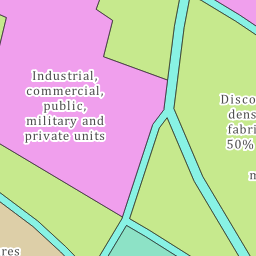 Industrial,
commercial,
public,
military and
private units
Disco
dens
fabri
50%
m
res